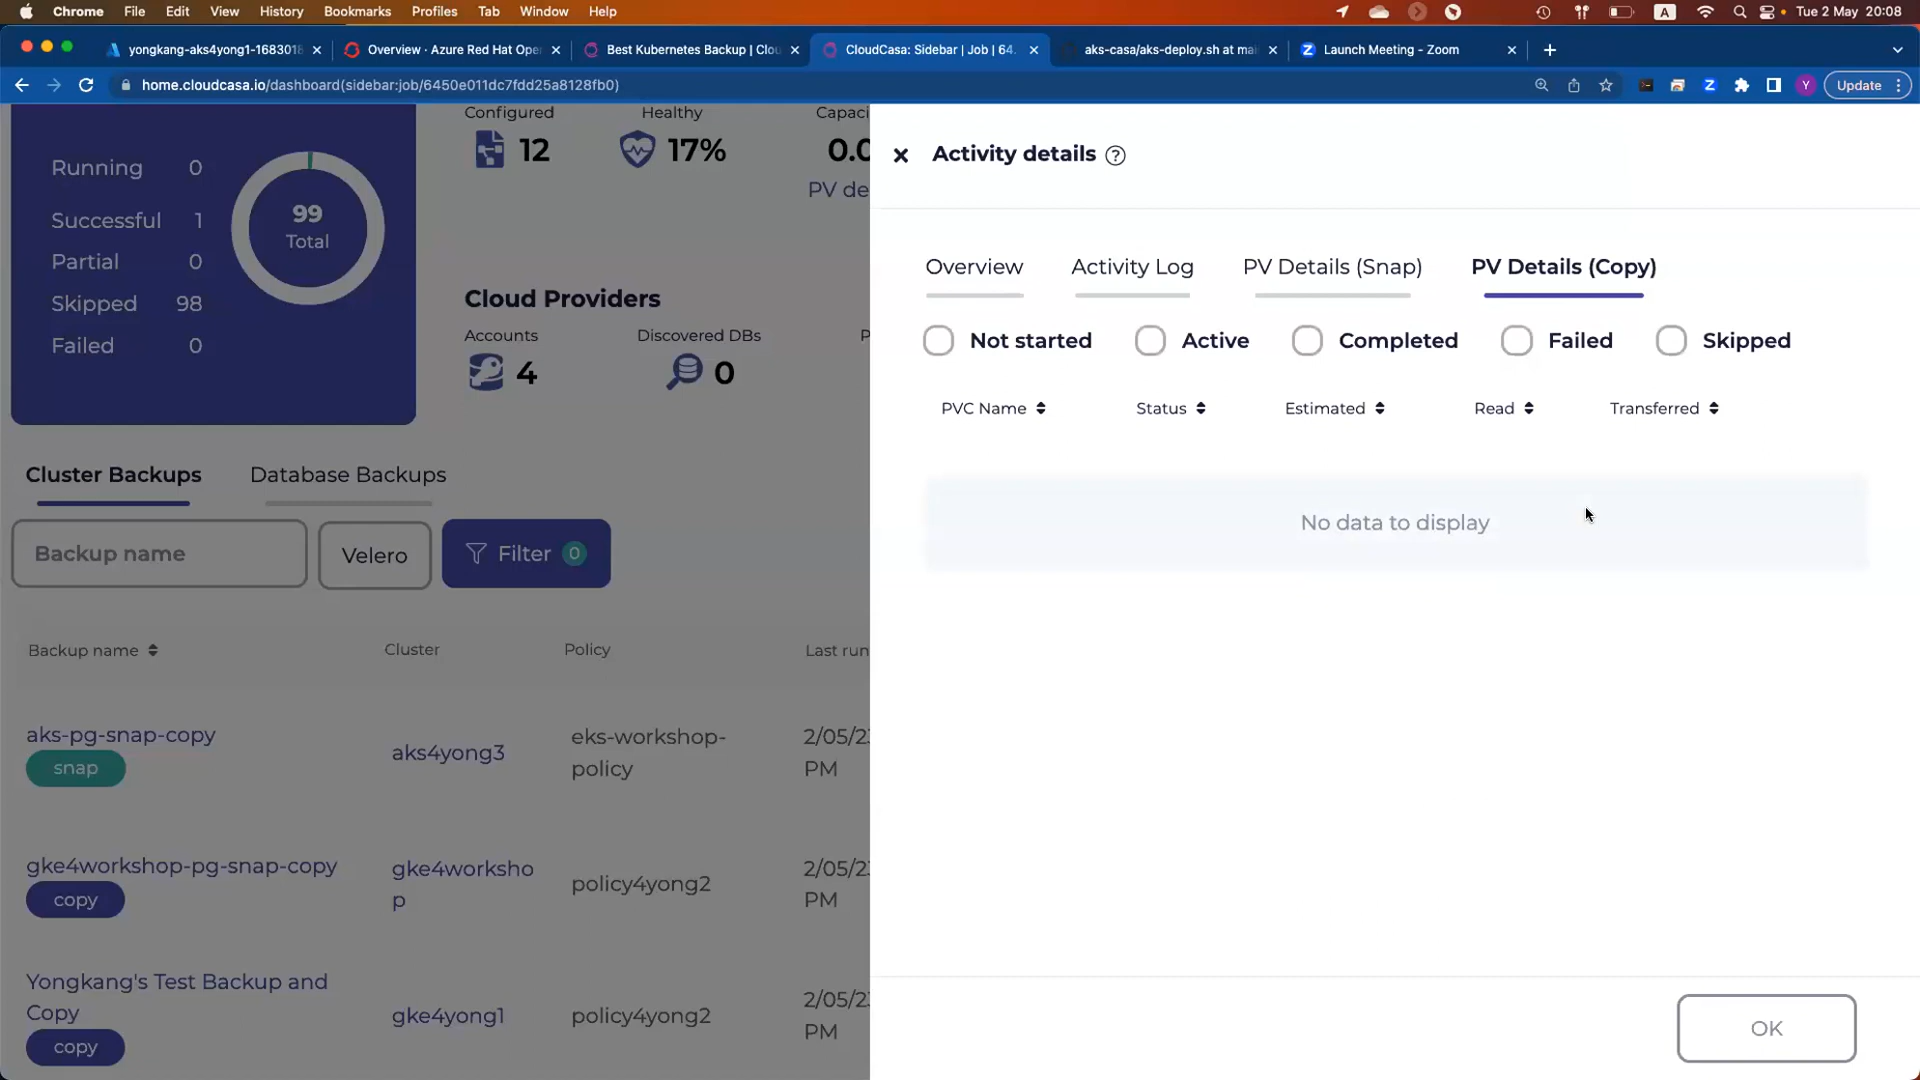 Chrome File Edit View History Bookmarks Profiles Tab Window Help A Tue 2 May 20:08
yongkang-aks4yong1-1683018 Overview · Azure Red Hat Ope Best Kubernetes Backup | Clou CloudCasa: Sidebar | Job | 64. aks-casa/aks-deploy.sh at mai Z Launch Meeting - Zoom
home.cloudcasa.io/dashboard(sidebar:job/6450e011dc7fdd25a8128fb0) Z Y Update
Configured Healthy Capaci
12 17% 0.0
PV de
Running 0
Successful 1
Partial 0
Skipped 98
Failed 0
99
Total
Cloud Providers
Accounts Discovered DBs P
4 0
Cluster Backups Database Backups
Backup name Velero Filter 0
Backup name Cluster Policy Last run
aks-pg-snap-copy
snap
aks4yong3
eks-workshop-
policy
2/05/2
PM
gke4workshop-pg-snap-copy
copy
gke4worksho
p
policy4yong2
2/05/2
PM
Yongkang's Test Backup and
Copy
copy
gke4yong1
policy4yong2
2/05/2
PM
Activity details ?
Overview Activity Log PV Details (Snap) PV Details (Copy)
Not started Active Completed Failed Skipped
PVC Name Status Estimated Read Transferred
No data to display
OK